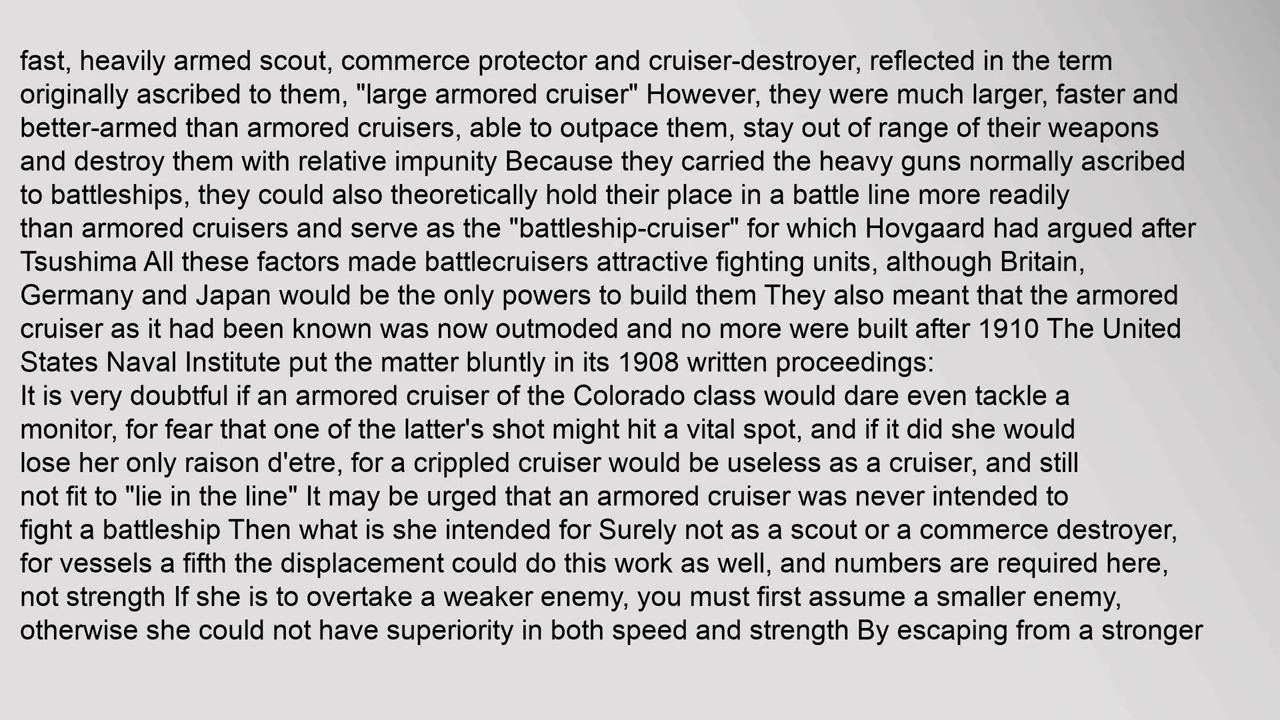 fast, heavily armed scout, commerce protector and cruiser-destroyer, reflected in the term
originally ascribed to them, "large armored cruiser" However, they were much larger, faster and
better-armed than armored cruisers, able to outpace them, stay out of range of their weapons
and destroy them with relative impunity Because they carried the heavy guns normally ascribed
to battleships, they could also theoretically hold their place in a battle line more readily
than armored cruisers and serve as the "battleship-cruiser" for which Hovgaard had argued after
Tsushima All these factors made battlecruisers attractive fighting units, although Britain,
Germany and Japan would be the only powers to build them They also meant that the armored
cruiser as it had been known was now outmoded and no more were built after 1910 The United
States Naval Institute put the matter bluntly in its 1908 written proceedings:
It is very doubtful if an armored cruiser of the Colorado class would dare even tackle a
monitor, for fear that one of the latter's shot might hit a vital spot, and if it did she would
lose her only raison d'etre, for a crippled cruiser would be useless as a cruiser, and still
not fit to "lie in the line" It may be urged that an armored cruiser was never intended to
fight a battleship Then what is she intended for Surely not as a scout or a commerce destroyer,
for vessels a fifth the displacement could do this work as well, and numbers are required here,
not strength If she is to overtake a weaker enemy, you must first assume a smaller enemy,
otherwise she could not have superiority in both speed and strength By escaping from a stronger